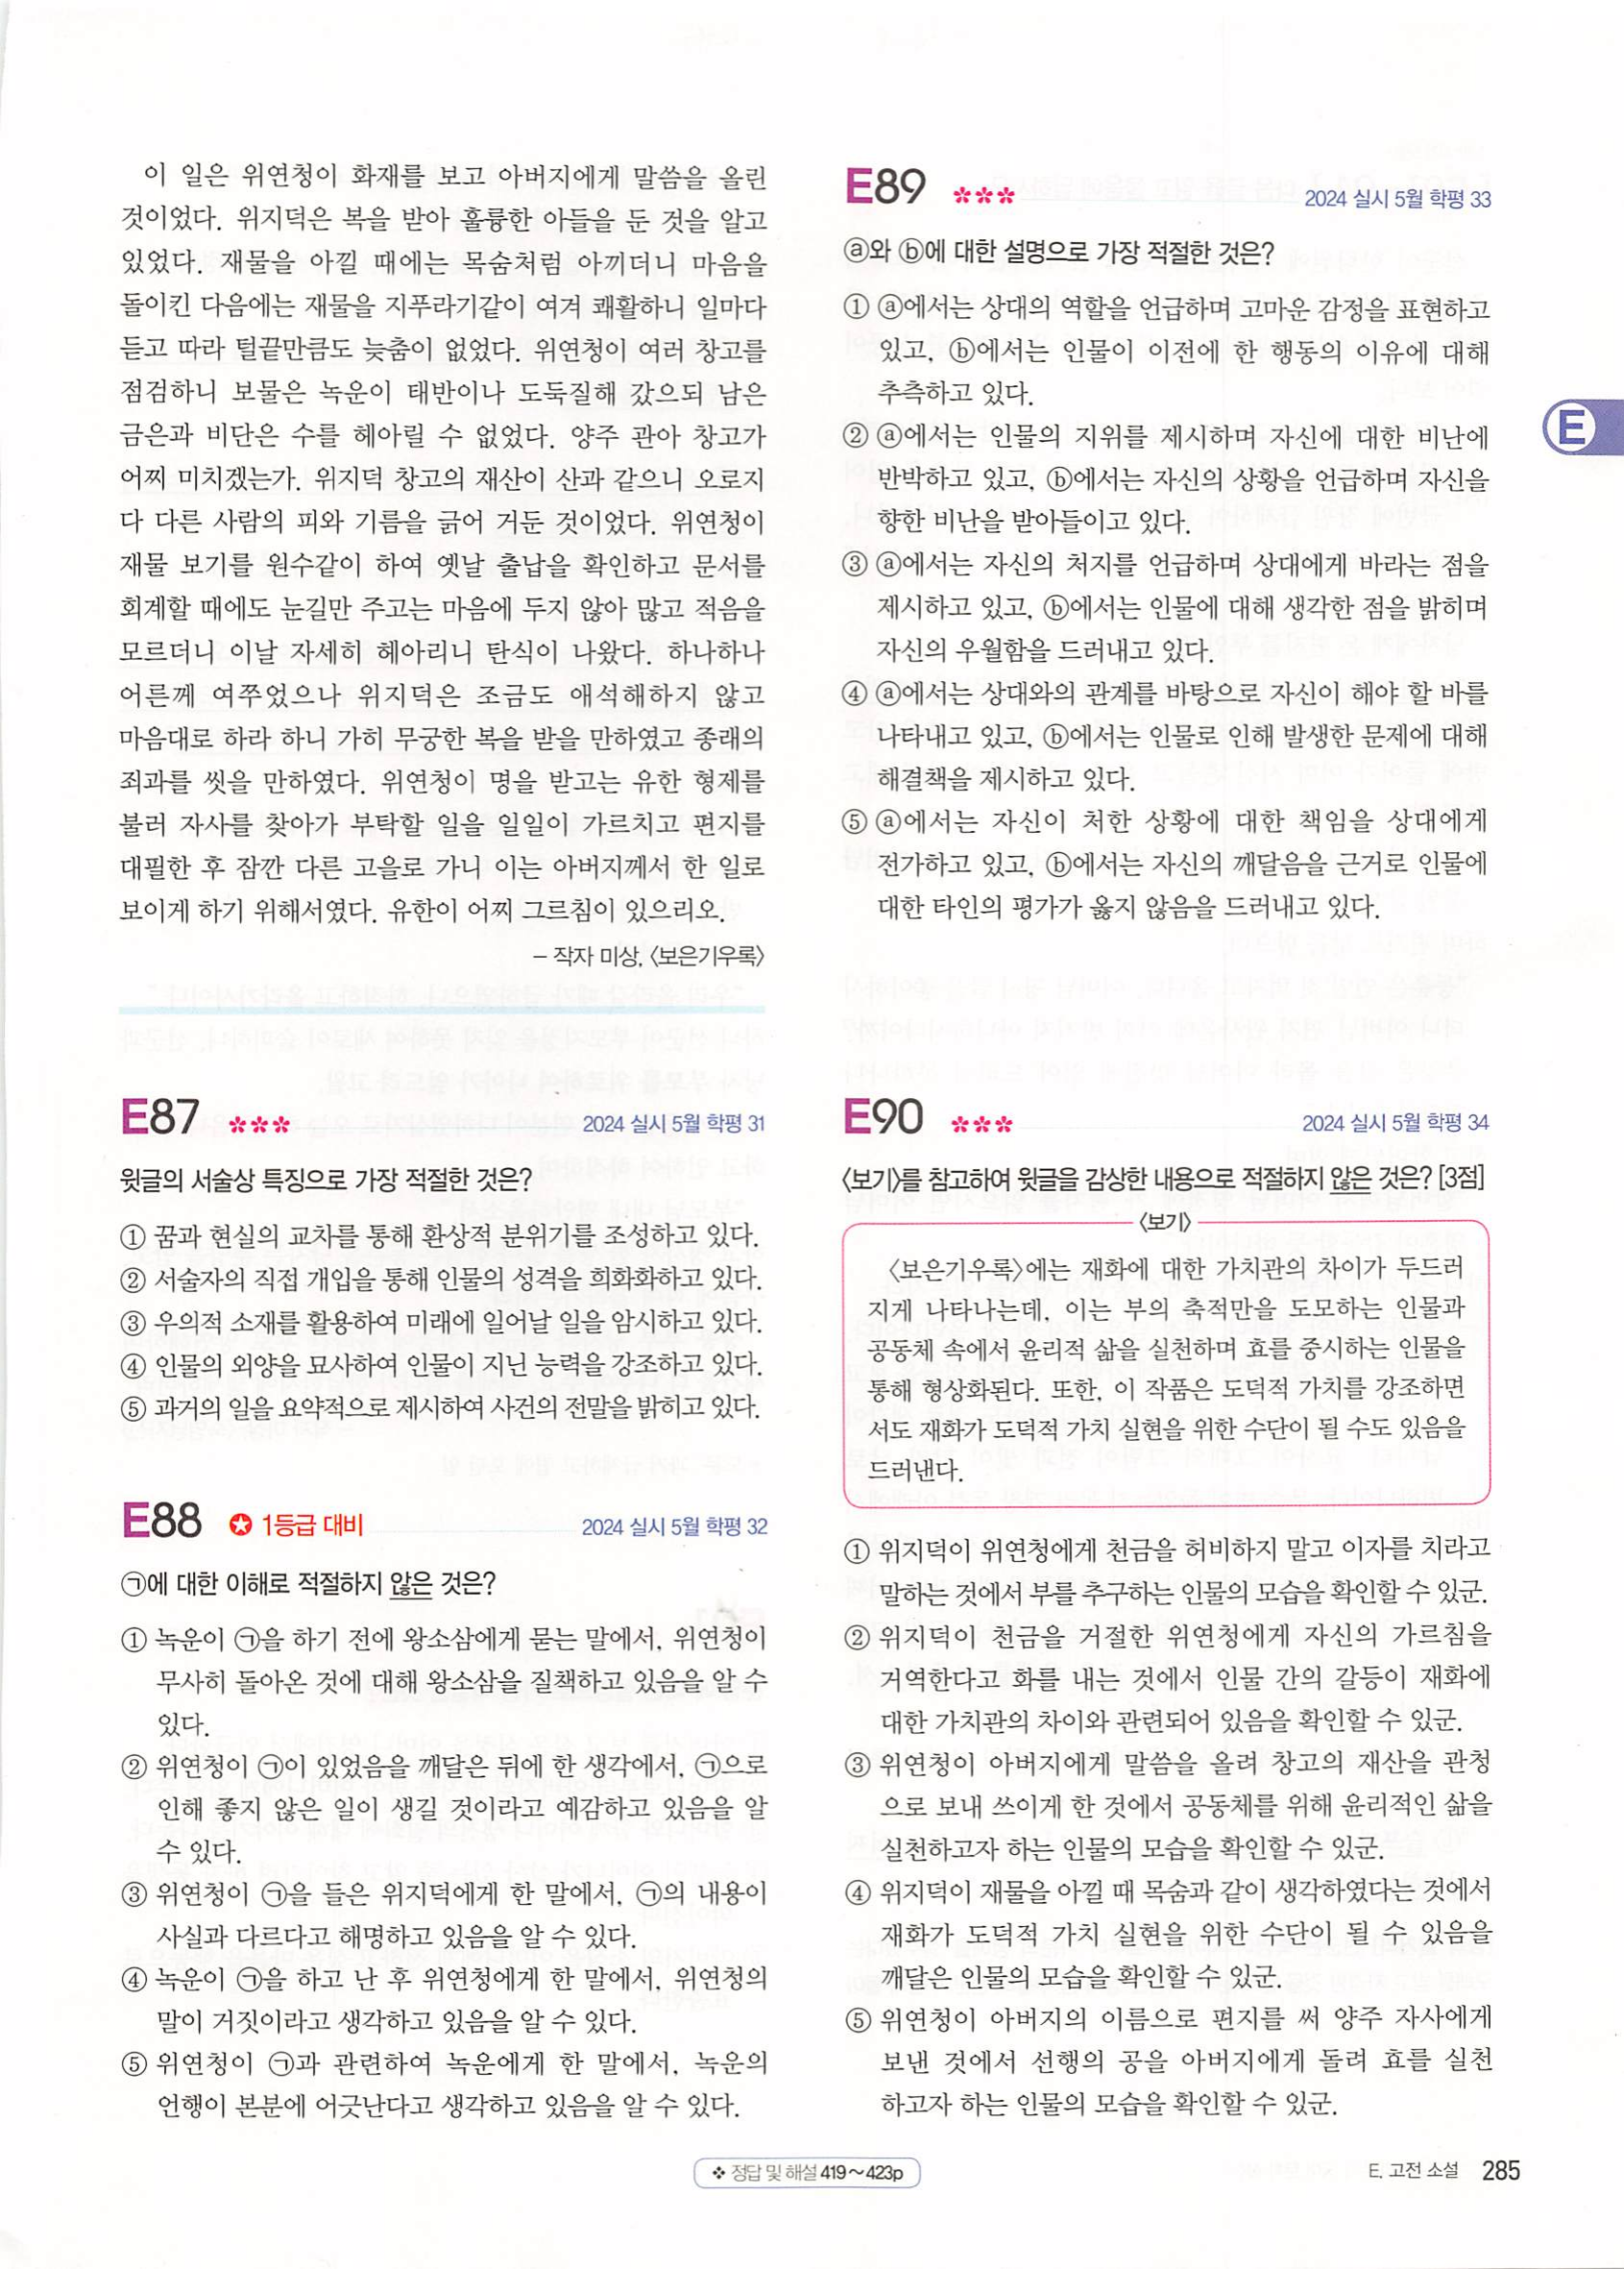 이 일은 위연청이 화재를 보고 아버지에게 말씀을 올린
것이었다. 위지덕은 복을 받아 훌륭한 아들을 둔 것을 알고
있었다. 재물을 아낄 때에는 목숨처럼 아끼더니 마음을
돌이킨 다음에는 재물을 지푸라기같이 여겨 쾌활하니 일마다
듣고 따라 털끝만큼도 늦춤이 없었다. 위연청이 여러 창고를
점검하니 보물은 녹운이 태반이나 도둑질해 갔으되 남은
금은과 비단은 수를 헤아릴 수 없었다. 양주 관아 창고가
어찌 미치겠는가. 위지덕 창고의 재산이 산과 같으니 오로지
다 다른 사람의 피와 기름을 긁어 거둔 것이었다. 위연청이
재물 보기를 원수같이 하여 옛날 출납을 확인하고 문서를
회계할 때에도 눈길만 주고는 마음에 두지 않아 많고 적음을
모르더니 이날 자세히 헤아리니 탄식이 나왔다. 하나하나
어른께 여쭈었으나 위지덕은 조금도 애석해하지 않고
마음대로 하라 하니 가히 무궁한 복을 받을 만하였고 종래의
죄과를 씻을 만하였다. 위연청이 명을 받고는 유한 형제를
불러 자사를 찾아가 부탁할 일을 일일이 가르치고 편지를
대필한 후 잠깐 다른 고을로 가니 이는 아버지께서 한 일로
보이게 하기 위해서였다. 유한이 어찌 그르침이 있으리오.
- 작자 미상, <보은기우록>
E87 *** 2024 실시 5월 학평 31
윗글의 서술상 특징으로 가장 적절한 것은?
① 꿈과 현실의 교차를 통해 환상적 분위기를 조성하고 있다.
② 서술자의 직접 개입을 통해 인물의 성격을 희화화하고 있다.
③ 우의적 소재를 활용하여 미래에 일어날 일을 암시하고 있다.
④ 인물의 외양을 묘사하여 인물이 지닌 능력을 강조하고 있다.
⑤ 과거의 일을 요약적으로 제시하여 사건의 전말을 밝히고 있다.
E88 ✪ 1등급 대비 2024 실시 5월 학평 32
㉠에 대한 이해로 적절하지 않은 것은?
① 녹운이 ㉠을 하기 전에 왕소삼에게 묻는 말에서, 위연청이
무사히 돌아온 것에 대해 왕소삼을 질책하고 있음을 알 수
있다.
② 위연청이 ㉠이 있었음을 깨달은 뒤에 한 생각에서, ㉠으로
인해 좋지 않은 일이 생길 것이라고 예감하고 있음을 알
수 있다.
③ 위연청이 ㉠을 들은 위지덕에게 한 말에서, ㉠의 내용이
사실과 다르다고 해명하고 있음을 알 수 있다.
④ 녹운이 ㉠을 하고 난 후 위연청에게 한 말에서, 위연청의
말이 거짓이라고 생각하고 있음을 알 수 있다.
⑤ 위연청이 ㉠과 관련하여 녹운에게 한 말에서, 녹운의
언행이 본분에 어긋난다고 생각하고 있음을 알 수 있다.
E89 *** 2024 실시 5월 학평 33
ⓐ와 ⓑ에 대한 설명으로 가장 적절한 것은?
① ⓐ에서는 상대의 역할을 언급하며 고마운 감정을 표현하고
있고, ⓑ에서는 인물이 이전에 한 행동의 이유에 대해
추측하고 있다.
② ⓐ에서는 인물의 지위를 제시하며 자신에 대한 비난에
반박하고 있고, ⓑ에서는 자신의 상황을 언급하며 자신을
향한 비난을 받아들이고 있다.
③ ⓐ에서는 자신의 처지를 언급하며 상대에게 바라는 점을
제시하고 있고, ⓑ에서는 인물에 대해 생각한 점을 밝히며
자신의 우월함을 드러내고 있다.
④ ⓐ에서는 상대와의 관계를 바탕으로 자신이 해야 할 바를
나타내고 있고, ⓑ에서는 인물로 인해 발생한 문제에 대해
해결책을 제시하고 있다.
⑤ ⓐ에서는 자신이 처한 상황에 대한 책임을 상대에게
전가하고 있고, ⓑ에서는 자신의 깨달음을 근거로 인물에
대한 타인의 평가가 옳지 않음을 드러내고 있다.
E
E90 *** 2024 실시 5월 학평 34
<보기>를 참고하여 윗글을 감상한 내용으로 적절하지 않은 것은? [3점]
<보기>
<보은기우록>에는 재화에 대한 가치관의 차이가 두드러
지게 나타나는데, 이는 부의 축적만을 도모하는 인물과
공동체 속에서 윤리적 삶을 실천하며 효를 중시하는 인물을
통해 형상화된다. 또한, 이 작품은 도덕적 가치를 강조하면
서도 재화가 도덕적 가치 실현을 위한 수단이 될 수도 있음을
드러낸다.
① 위지덕이 위연청에게 천금을 허비하지 말고 이자를 치라고
말하는 것에서 부를 추구하는 인물의 모습을 확인할 수 있군.
② 위지덕이 천금을 거절한 위연청에게 자신의 가르침을
거역한다고 화를 내는 것에서 인물 간의 갈등이 재화에
대한 가치관의 차이와 관련되어 있음을 확인할 수 있군.
③ 위연청이 아버지에게 말씀을 올려 창고의 재산을 관청
으로 보내 쓰이게 한 것에서 공동체를 위해 윤리적인 삶을
실천하고자 하는 인물의 모습을 확인할 수 있군.
④ 위지덕이 재물을 아낄 때 목숨과 같이 생각하였다는 것에서
재화가 도덕적 가치 실현을 위한 수단이 될 수 있음을
깨달은 인물의 모습을 확인할 수 있군.
⑤ 위연청이 아버지의 이름으로 편지를 써 양주 자사에게
보낸 것에서 선행의 공을 아버지에게 돌려 효를 실천
하고자 하는 인물의 모습을 확인할 수 있군.
❖ 정답 및 해설 419~423p
E. 고전 소설 285